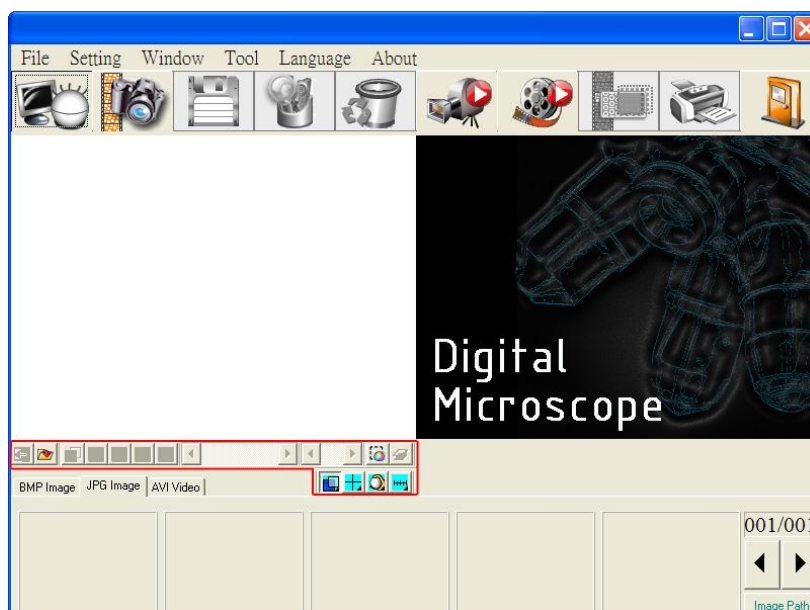 File Setting Window Tool Language About
Digital
Microscope
BMP Image JPG Image AVI Video
001/001
Image Path